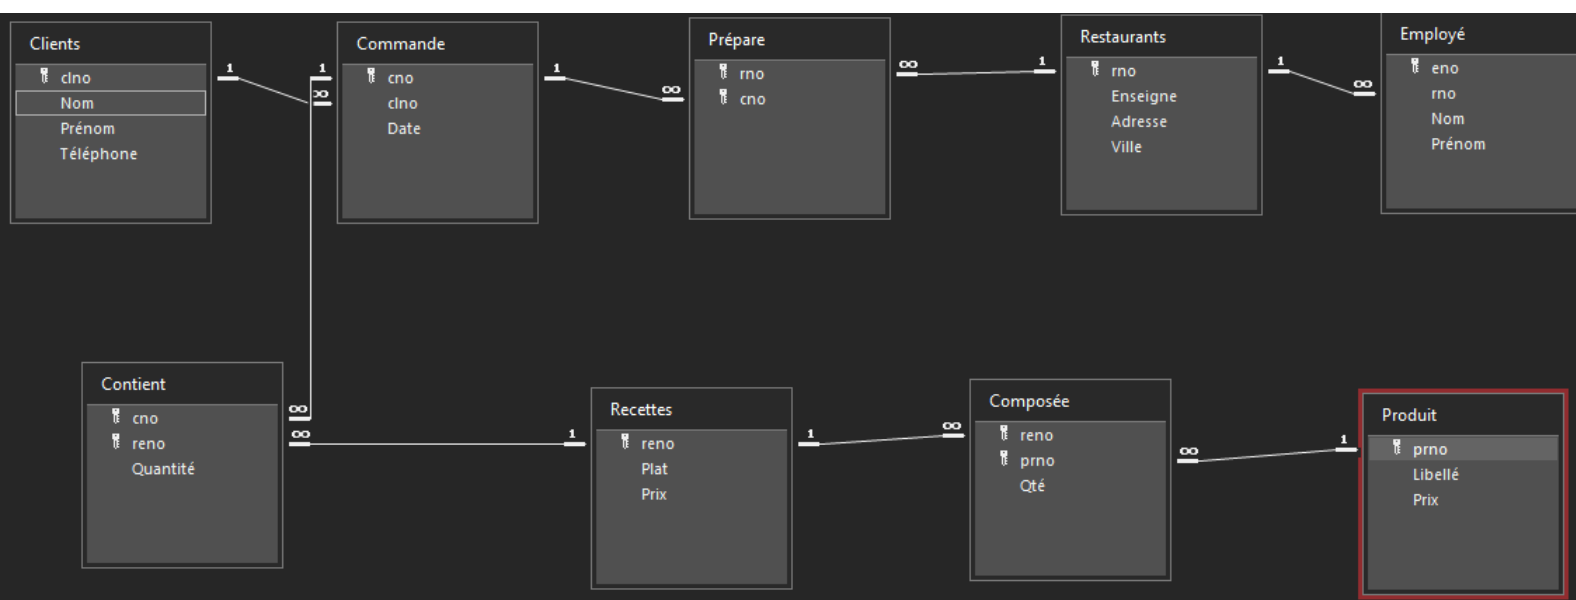 Clients
clno
Nom
Prénom
Téléphone
1
1
∞
Commande
cno
clno
Date
1
∞
Prépare
rno
cno
∞
1
Restaurants
rno
Enseigne
Adresse
Ville
1
∞
Employé
eno
rno
Nom
Prénom
Contient
cno
reno
Quantité
∞
∞
1
Recettes
reno
Plat
Prix
1
∞
Composée
reno
prno
Qté
∞
1
Produit
prno
Libellé
Prix